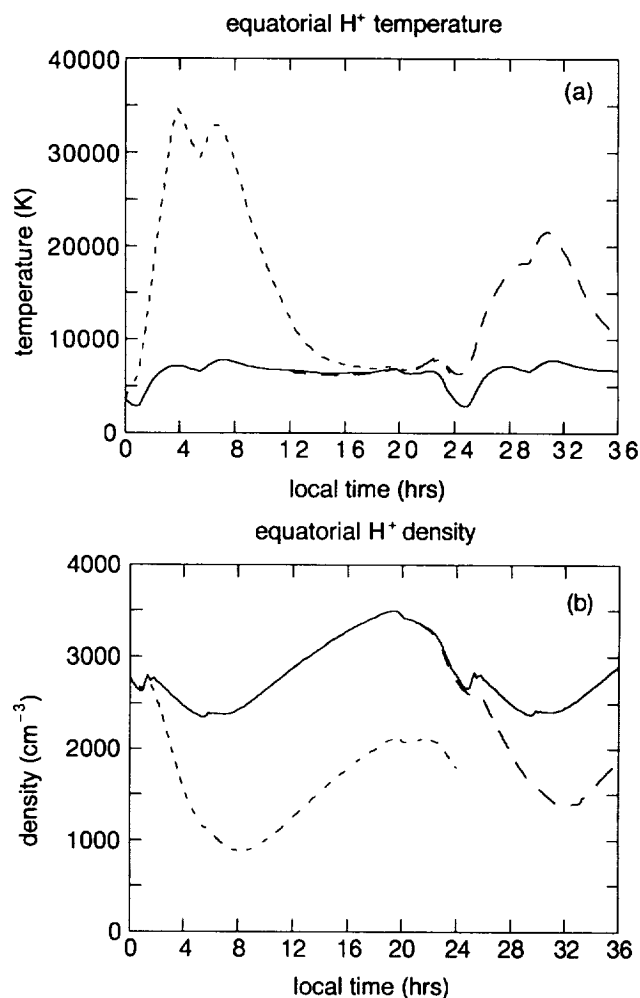 equatorial H⁺ temperature
(a)
40000
30000
20000
10000
0
temperature (K)
0 4 8 12 16 20 24 28 32 36
local time (hrs)
equatorial H⁺ density
(b)
4000
3000
2000
1000
0
density (cm⁻³)
0 4 8 12 16 20 24 28 32 36
local time (hrs)